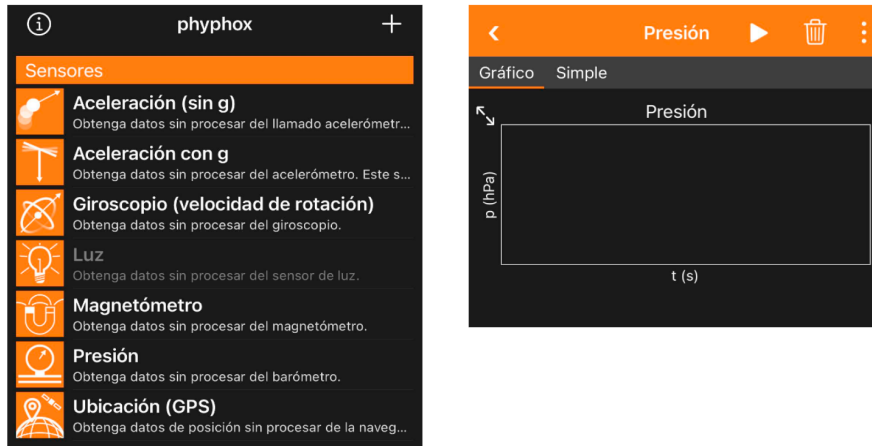 phyphox
Sensores
Aceleración (sin g)
Obtenga datos sin procesar del llamado acelerómetr...
Aceleración con g
Obtenga datos sin procesar del acelerómetro. Este s...
Giroscopio (velocidad de rotación)
Obtenga datos sin procesar del giroscopio.
Luz
Obtenga datos sin procesar del sensor de luz.
Magnetómetro
Obtenga datos sin procesar del magnetómetro.
Presión
Obtenga datos sin procesar del barómetro.
Ubicación (GPS)
Obtenga datos de posición sin procesar de la naveg...
Presión
Gráfico Simple
Presión
p (hPa)
t (s)